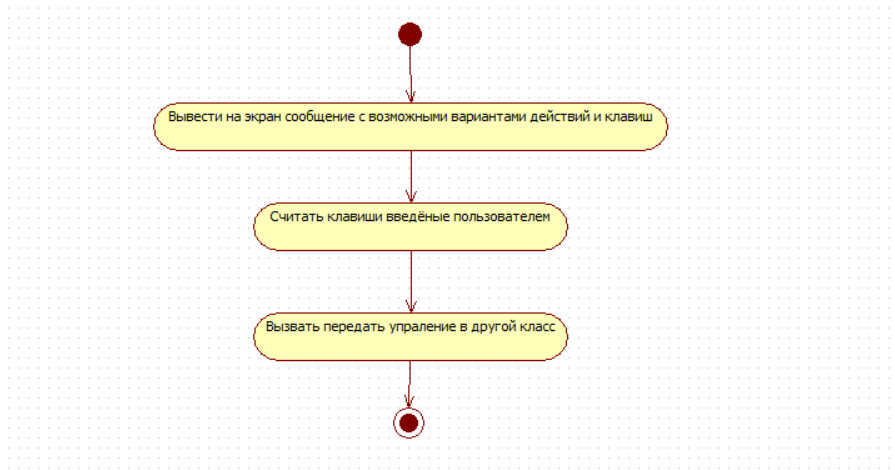 Вывести на экран сообщение с возможными вариантами действий и клавиш
Считать клавиши введёные пользователем
Вызвать передать упраление в другой класс